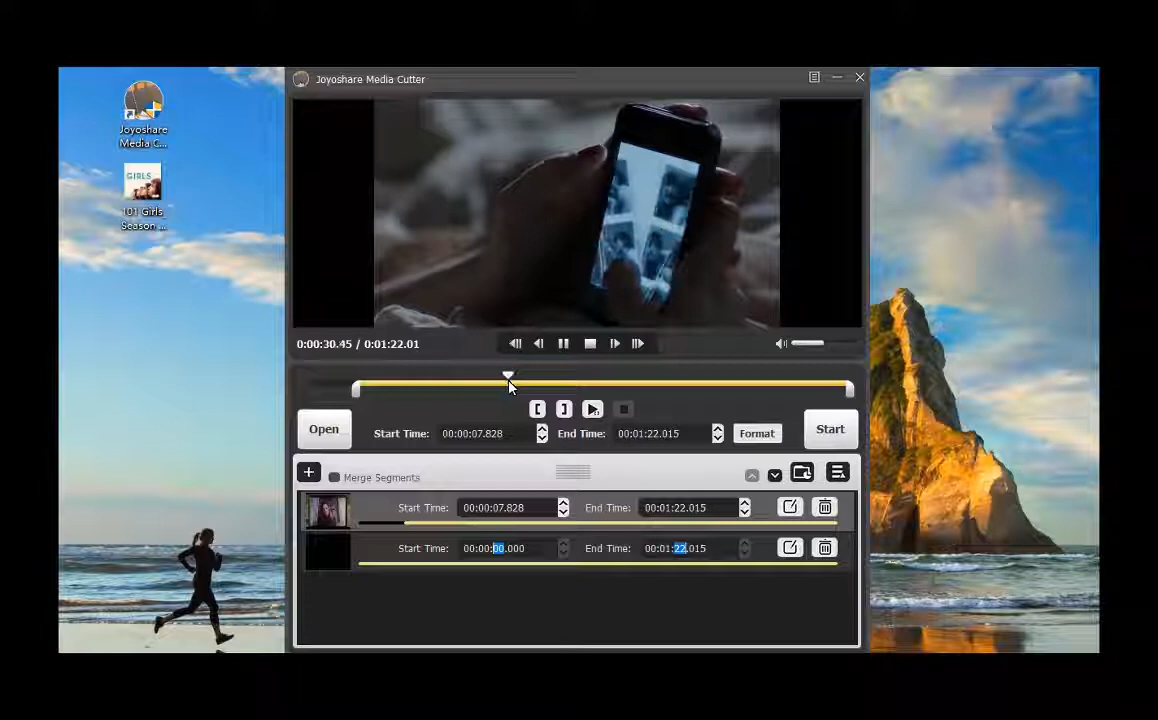 Joyoshare Media Cutter
Joyoshare
Media C...
GIRLS
101 Girls
Season ...
0:00:30.45 / 0:01:22.01
Open
Start Time: 00:00:07.828
End Time: 00:01:22.015
Format
Start
Merge Segments
Start Time: 00:00:07.828
End Time: 00:01:22.015
Start Time: 00:00:00.000
End Time: 00:01:22.015